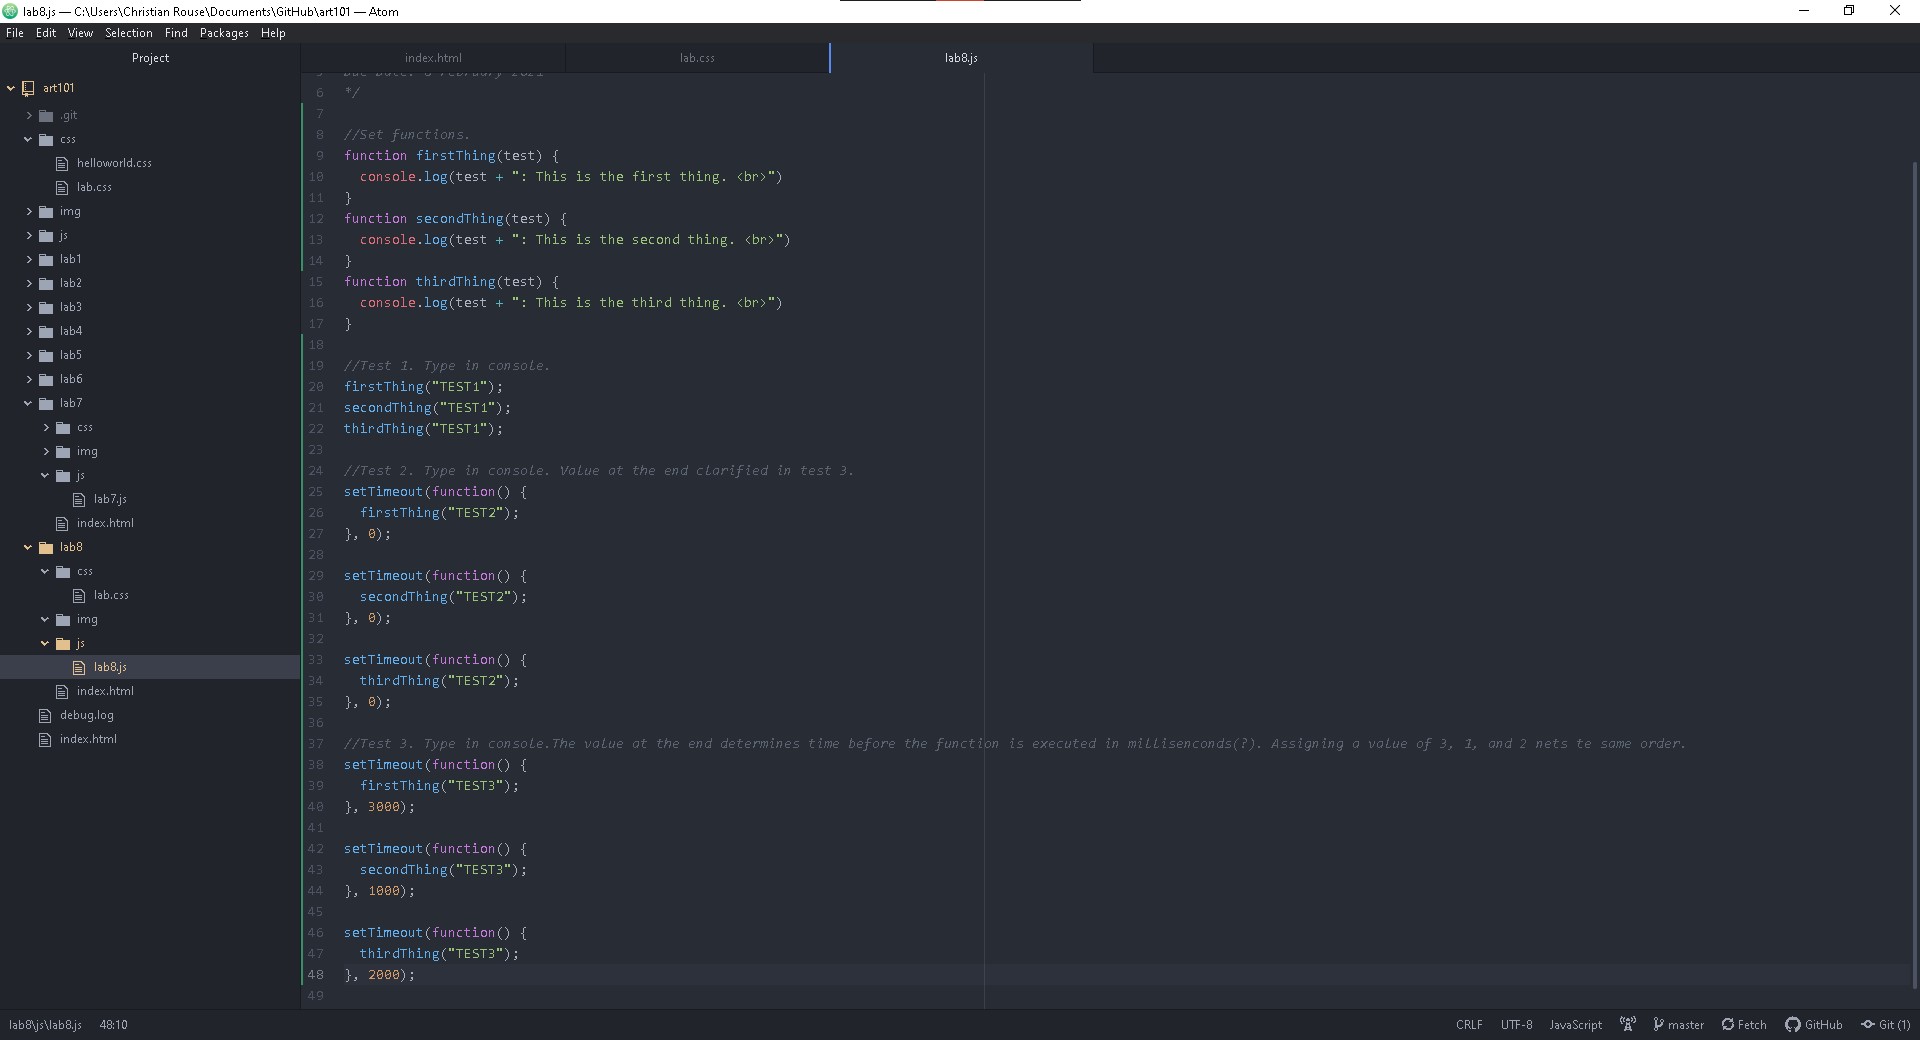 lab8.js — C:\Users\Christian Rouse\Documents\GitHub\art101 — Atom
File Edit View Selection Find Packages Help
Project
index.html lab.css lab8.js
art101
.git
css
helloworld.css
lab.css
img
js
lab1
lab2
lab3
lab4
lab5
lab6
lab7
css
img
js
lab7.js
index.html
lab8
css
lab.css
img
js
lab8.js
index.html
debug.log
index.html
6 */
7
8 //Set functions.
9 function firstThing(test) {
10 console.log(test + ": This is the first thing. <br>")
11 }
12 function secondThing(test) {
13 console.log(test + ": This is the second thing. <br>")
14 }
15 function thirdThing(test) {
16 console.log(test + ": This is the third thing. <br>")
17 }
18
19 //Test 1. Type in console.
20 firstThing("TEST1");
21 secondThing("TEST1");
22 thirdThing("TEST1");
23
24 //Test 2. Type in console. Value at the end clarified in test 3.
25 setTimeout(function() {
26 firstThing("TEST2");
27 }, 0);
28
29 setTimeout(function() {
30 secondThing("TEST2");
31 }, 0);
32
33 setTimeout(function() {
34 thirdThing("TEST2");
35 }, 0);
36
37 //Test 3. Type in console.The value at the end determines time before the function is executed in millisenconds(?). Assigning a value of 3, 1, and 2 nets te same order.
38 setTimeout(function() {
39 firstThing("TEST3");
40 }, 3000);
41
42 setTimeout(function() {
43 secondThing("TEST3");
44 }, 1000);
45
46 setTimeout(function() {
47 thirdThing("TEST3");
48 }, 2000);
49
lab8\js\lab8.js 48:10 CRLF UTF-8 JavaScript master Fetch GitHub Git (1)